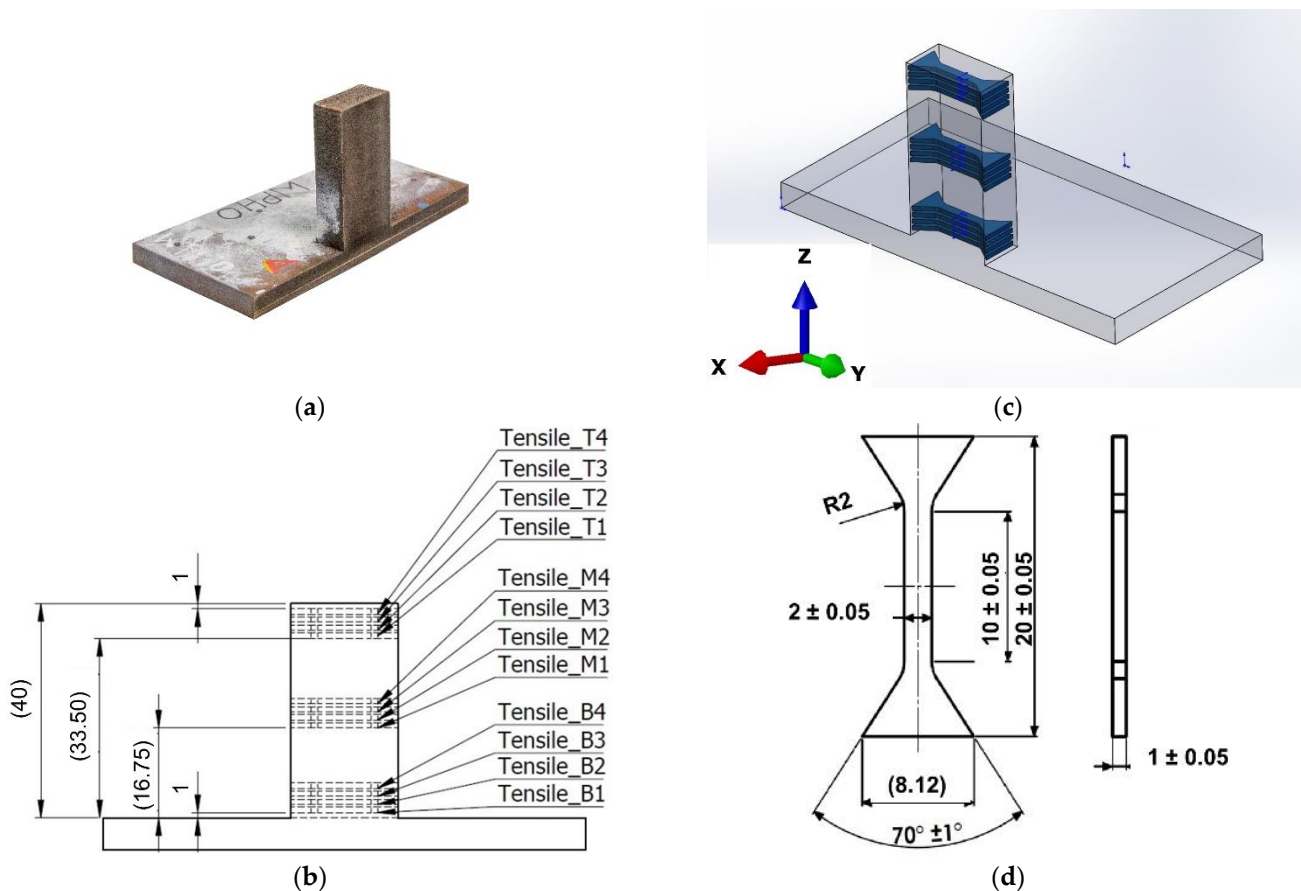 MPHO
(a)
Z
X
Y
(c)
Tensile_T4
Tensile_T3
Tensile_T2
Tensile_T1
Tensile_M4
Tensile_M3
Tensile_M2
Tensile_M1
Tensile_B4
Tensile_B3
Tensile_B2
Tensile_B1
1
(40)
(33.50)
(16.75)
1
(b)
R2
2 ± 0.05
10 ± 0.05
20 ± 0.05
1 ± 0.05
(8.12)
70° ±1°
(d)